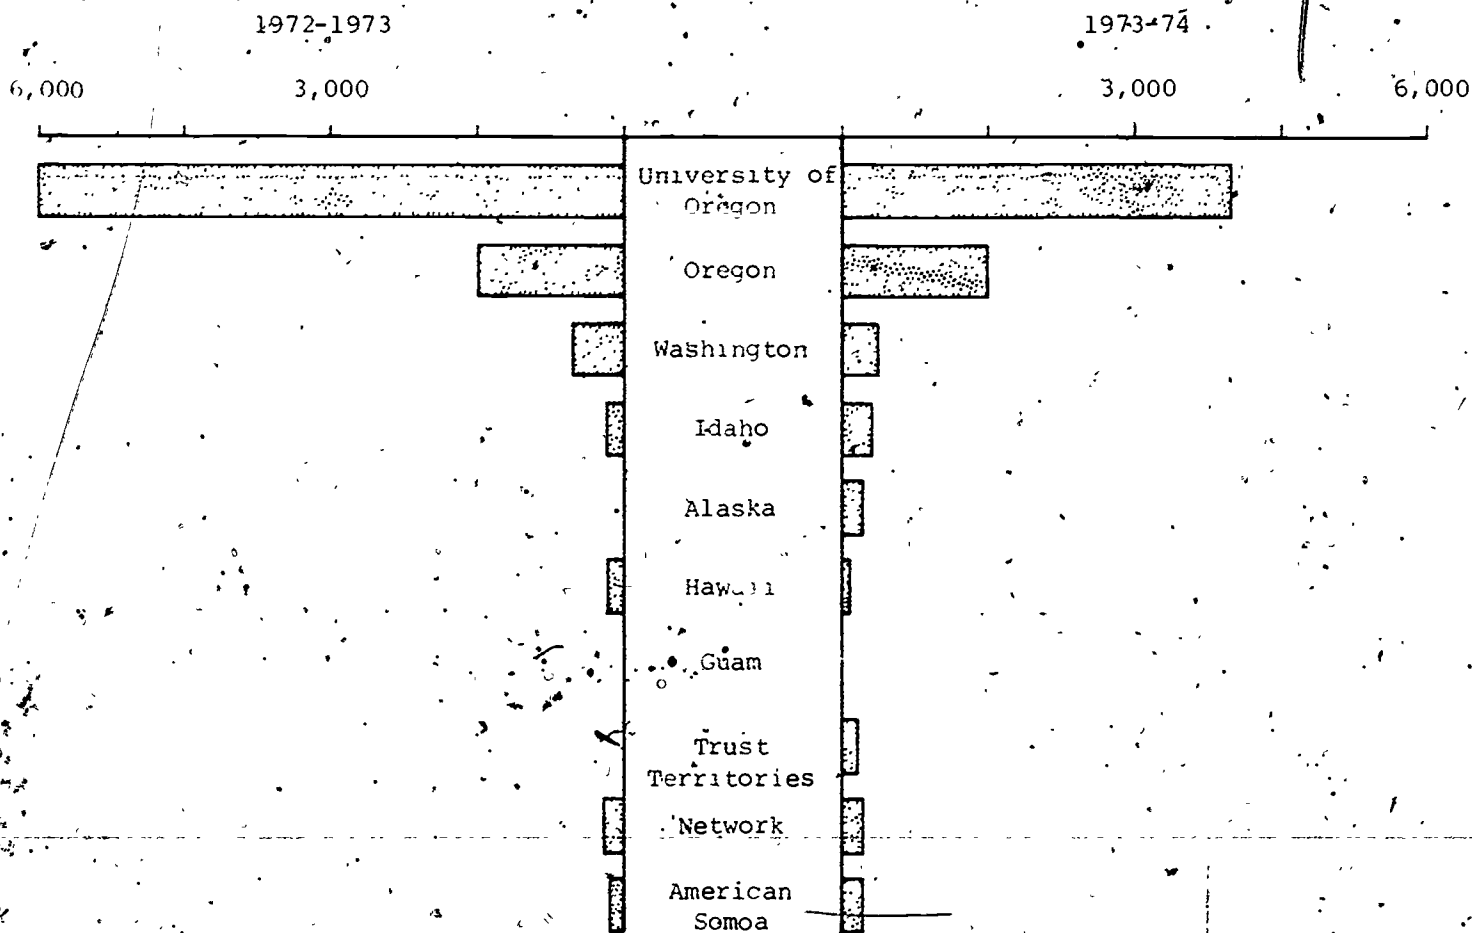 1972-1973 1973-74
6,000 3,000 3,000 6,000
University of
Oregon
Oregon
Washington
Idaho
Alaska
Hawaii
Guam
Trust
Territories
Network
American
Somoa